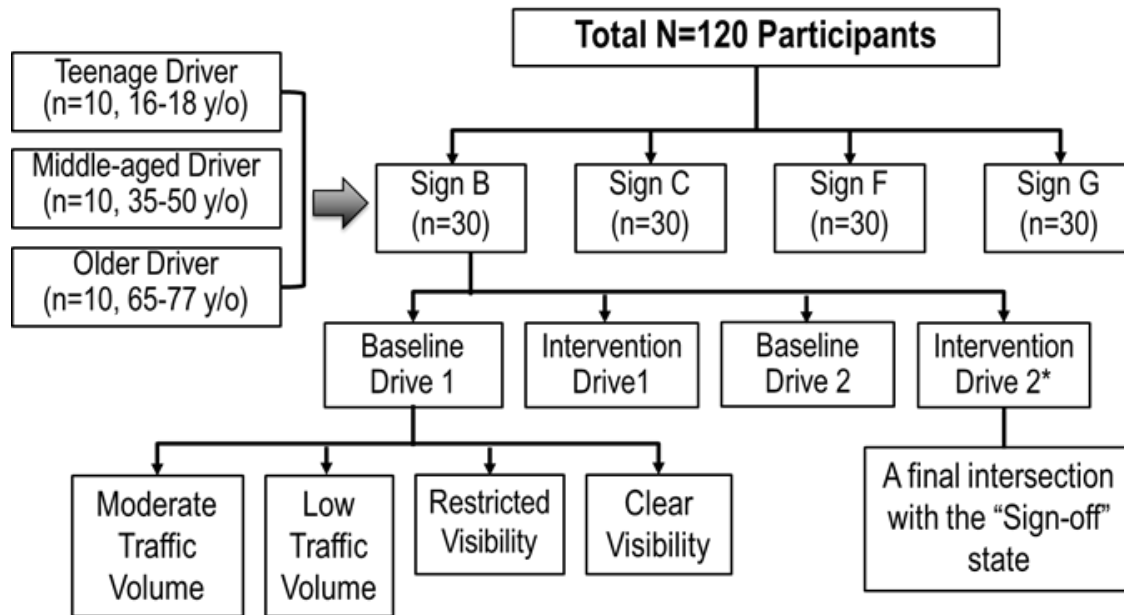 Total N=120 Participants
Teenage Driver
(n=10, 16-18 y/o)
Middle-aged Driver
(n=10, 35-50 y/o)
Older Driver
(n=10, 65-77 y/o)
Sign B
(n=30)
Sign C
(n=30)
Sign F
(n=30)
Sign G
(n=30)
Baseline
Drive 1
Intervention
Drive1
Baseline
Drive 2
Intervention
Drive 2*
Moderate
Traffic
Volume
Low
Traffic
Volume
Restricted
Visibility
Clear
Visibility
A final intersection
with the “Sign-off”
state